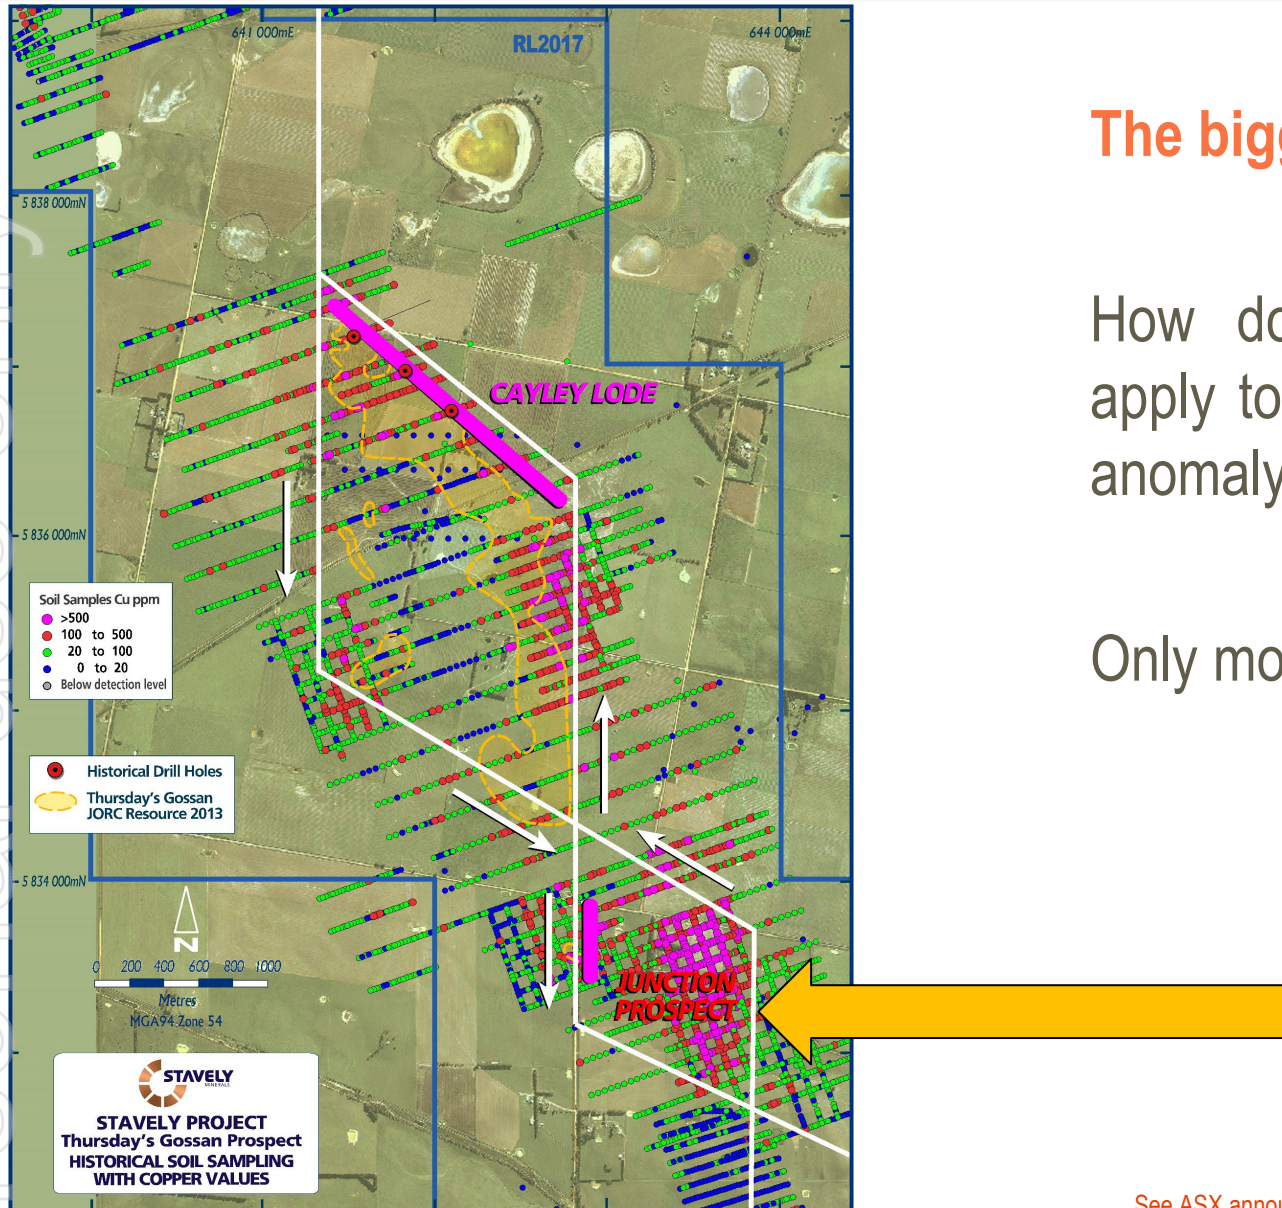 641 000mE
644 000mE
RL2017
5 838 000mN
CAYLEY LODE
5 836 000mN
Soil Samples Cu ppm
>500
100 to 500
20 to 100
0 to 20
Below detection level
Historical Drill Holes
Thursday's Gossan
JORC Resource 2013
5 834 000mN
N
0 200 400 600 800 1000
Metres
MGA94 Zone 54
JUNCTION
PROSPECT
STAVELY
MINERALS
STAVELY PROJECT
Thursday's Gossan Prospect
HISTORICAL SOIL SAMPLING
WITH COPPER VALUES
The bigg
How do
apply to
anomaly
Only mo
See ASX annou